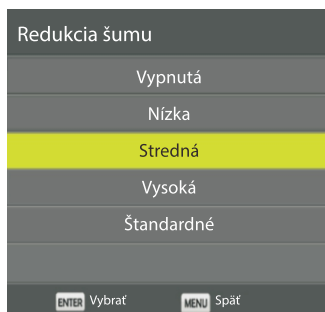 Redukcia šumu
Vypnutá
Nízka
Stredná
Vysoká
Štandardné
ENTER Vybrať MENU Späť